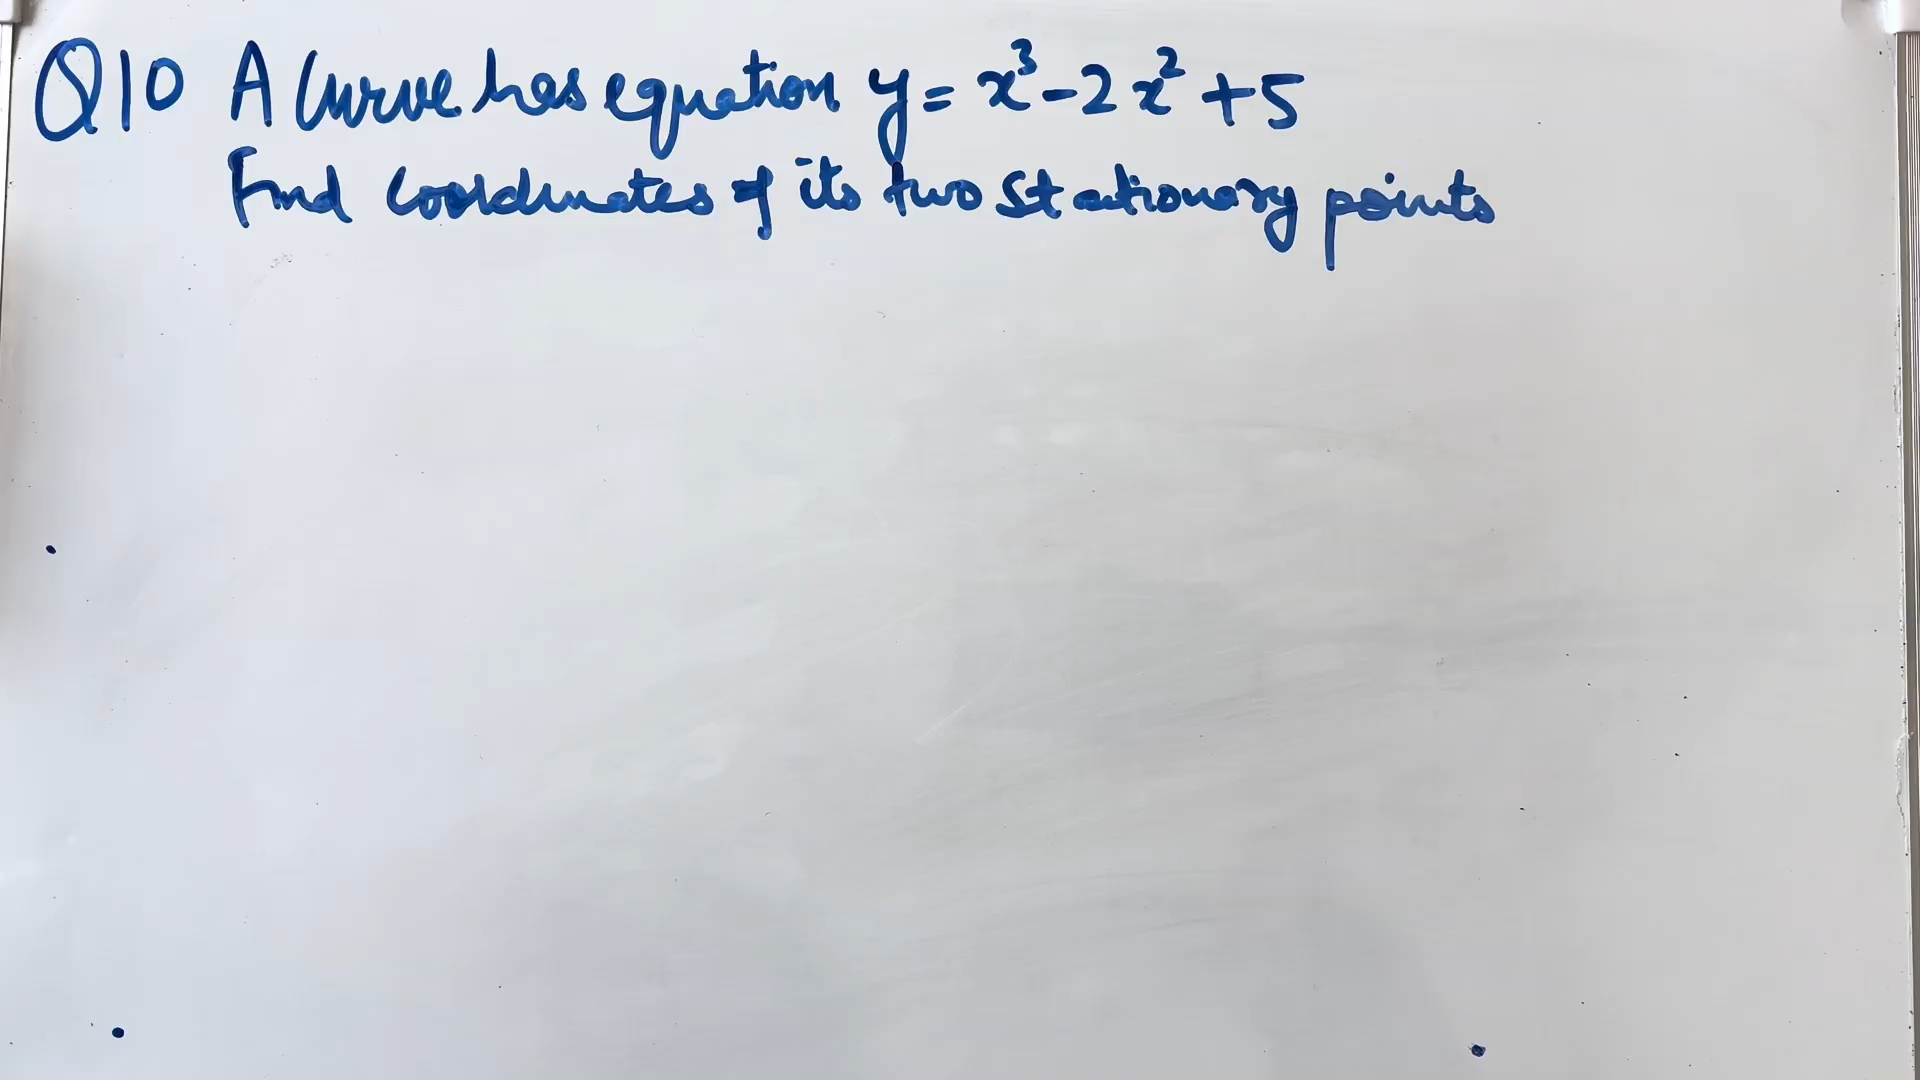 Q10 A Curve has equation y = x³ - 2x² + 5
Find coordinates of its two stationary points